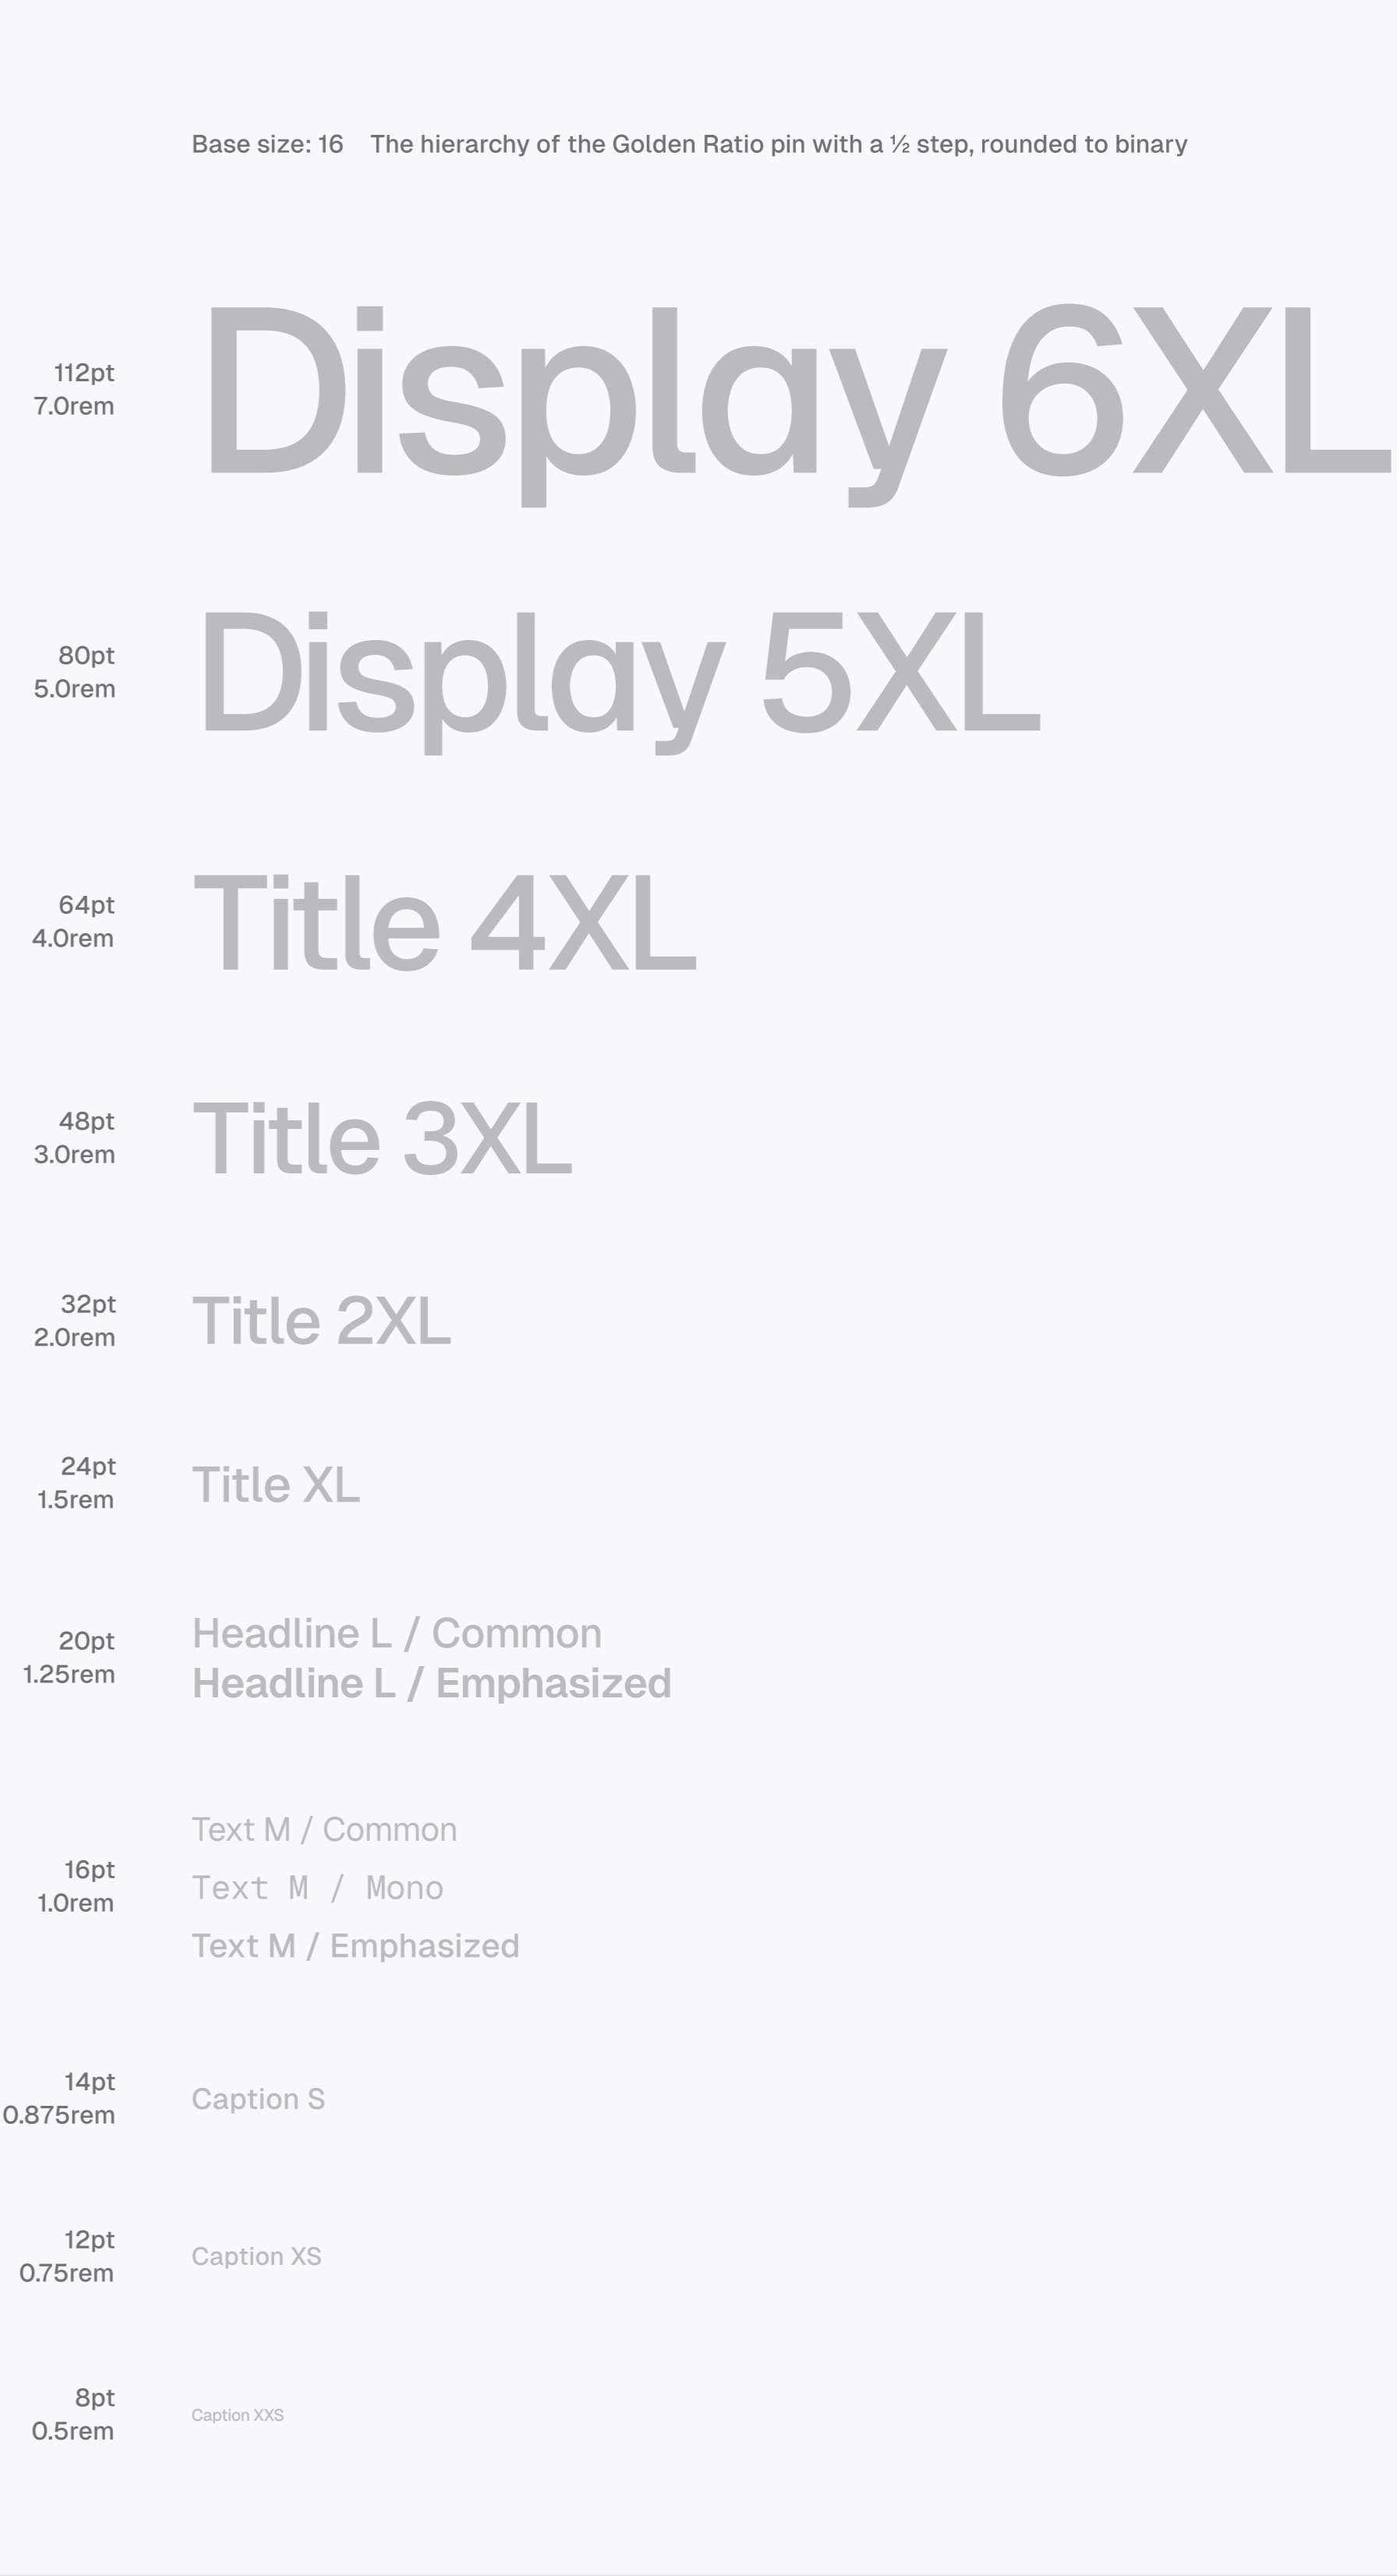 Base size: 16 The hierarchy of the Golden Ratio pin with a ½ step, rounded to binary
112pt
7.0rem
Display 6XL
80pt
5.0rem
Display 5XL
64pt
4.0rem
Title 4XL
48pt
3.0rem
Title 3XL
32pt
2.0rem
Title 2XL
24pt
1.5rem
Title XL
20pt
1.25rem
Headline L / Common
Headline L / Emphasized
16pt
1.0rem
Text M / Common
Text M / Mono
Text M / Emphasized
14pt
0.875rem
Caption S
12pt
0.75rem
Caption XS
8pt
0.5rem
Caption XXS